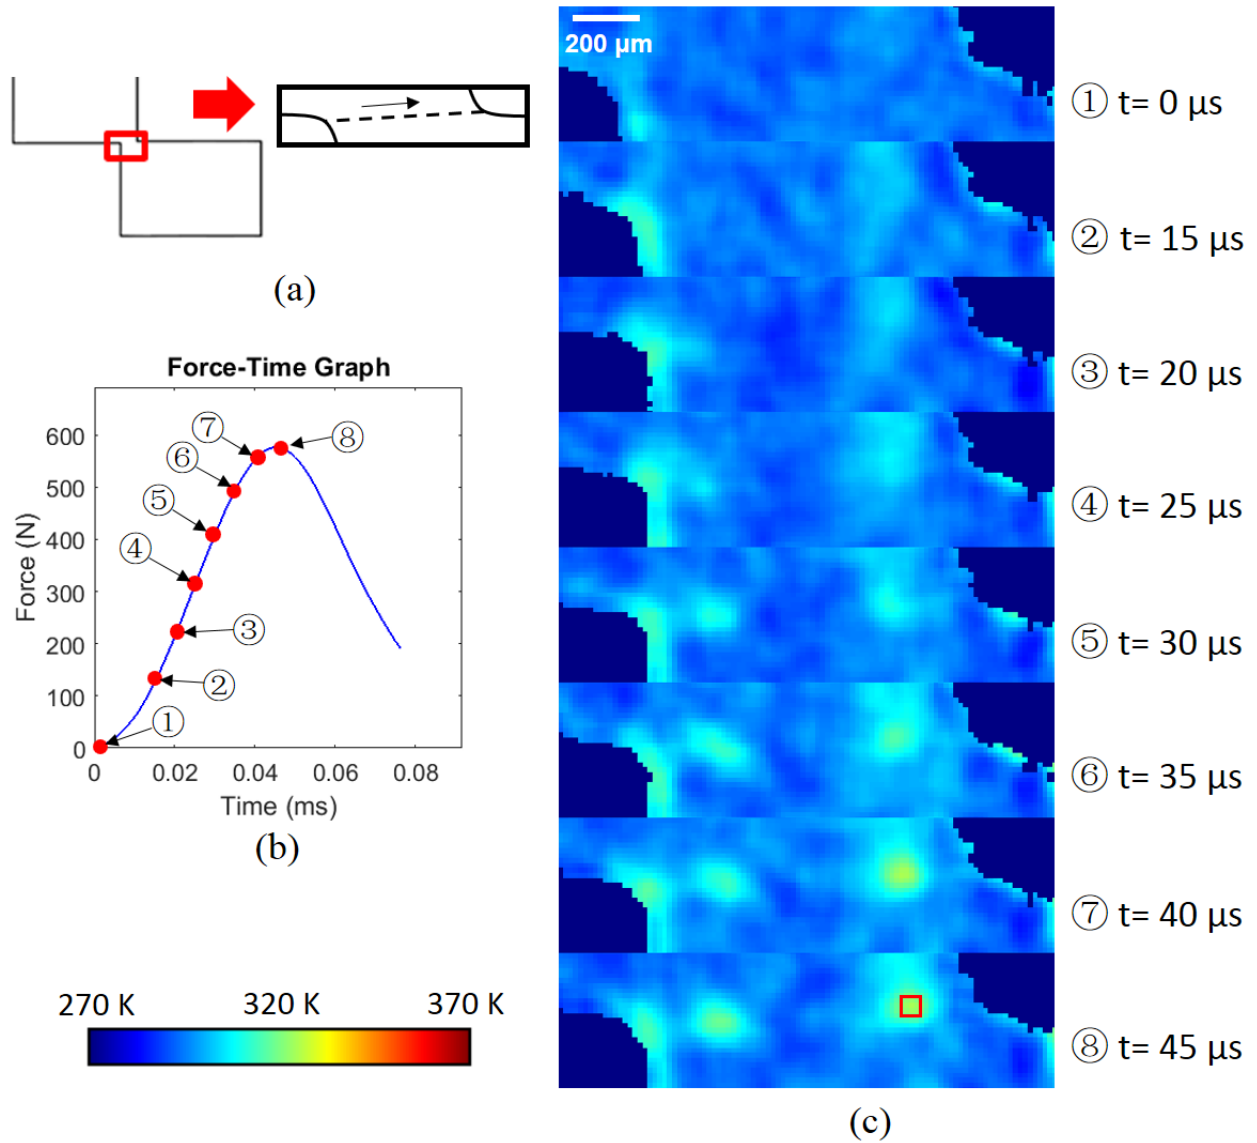 (a)
Force-Time Graph
Force (N)
600
500
400
300
200
100
0
0 0.02 0.04 0.06 0.08
Time (ms)
①
②
③
④
⑤
⑥
⑦
⑧
(b)
270 K 320 K 370 K
200 μm
① t= 0 μs
② t= 15 μs
③ t= 20 μs
④ t= 25 μs
⑤ t= 30 μs
⑥ t= 35 μs
⑦ t= 40 μs
⑧ t= 45 μs
(c)